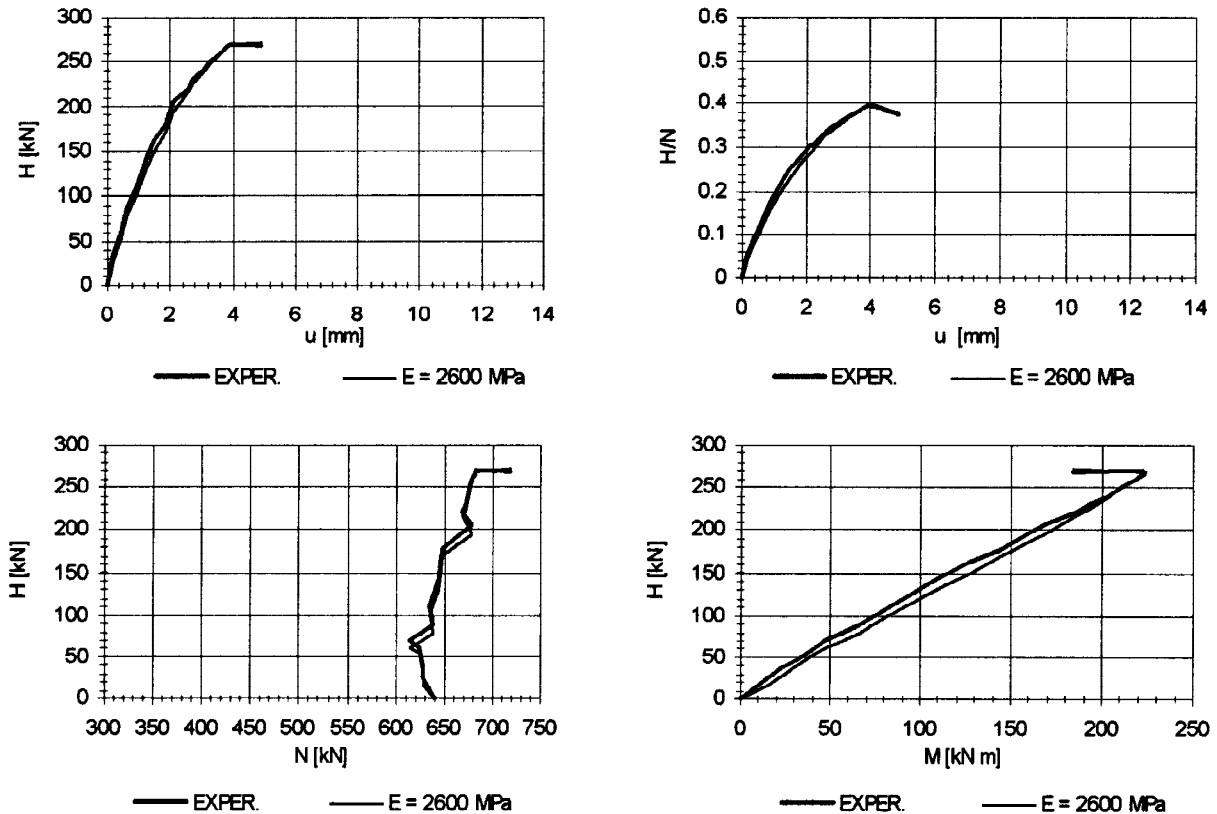 300
250
200
150
100
50
0
H [kN]
0 2 4 6 8 10 12 14
u [mm]
EXPER. E = 2600 MPa
0.6
0.5
0.4
0.3
0.2
0.1
0
H/N
0 2 4 6 8 10 12 14
u [mm]
EXPER. E = 2600 MPa
300
250
200
150
100
50
0
H [kN]
300 350 400 450 500 550 600 650 700 750
N [kN]
EXPER. E = 2600 MPa
300
250
200
150
100
50
0
H [kN]
0 50 100 150 200 250
M [kN m]
EXPER. E = 2600 MPa